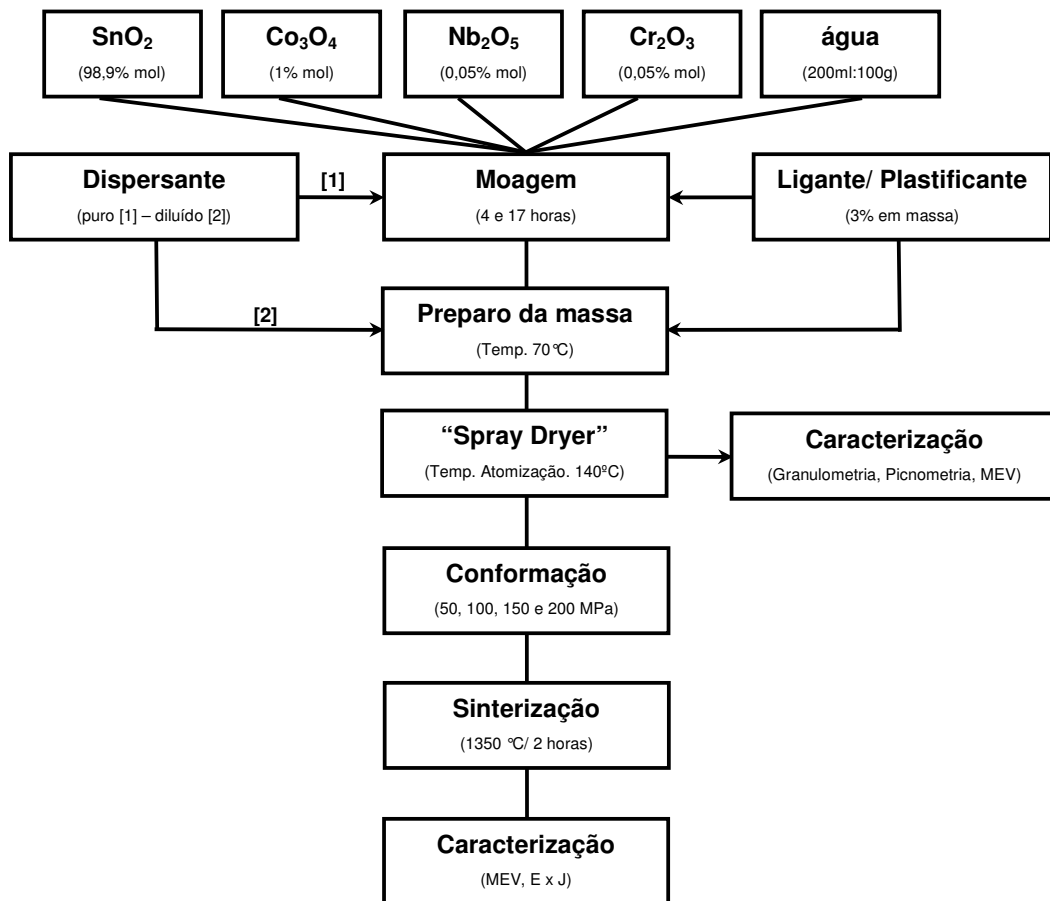 SnO₂
(98,9% mol)
Co₃O₄
(1% mol)
Nb₂O₅
(0,05% mol)
Cr₂O₃
(0,05% mol)
água
(200ml:100g)
Dispersante
(puro [1] – diluído [2])
[1]
Moagem
(4 e 17 horas)
Ligante/ Plastificante
(3% em massa)
[2]
Preparo da massa
(Temp. 70°C)
“Spray Dryer”
(Temp. Atomização. 140ºC)
Caracterização
(Granulometria, Picnometria, MEV)
Conformação
(50, 100, 150 e 200 MPa)
Sinterização
(1350 °C/ 2 horas)
Caracterização
(MEV, E x J)